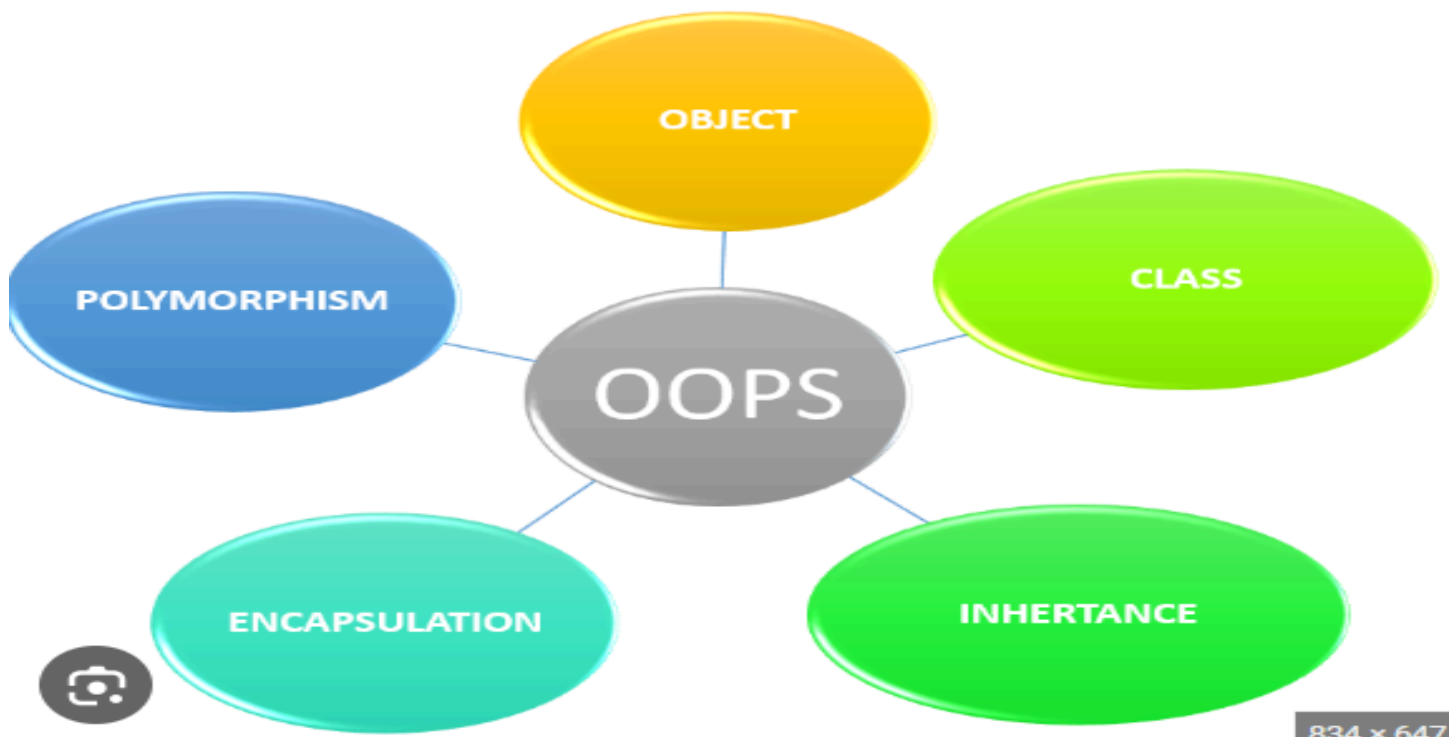 OBJECT
CLASS
POLYMORPHISM
OOPS
ENCAPSULATION
INHERTANCE
834 × 647